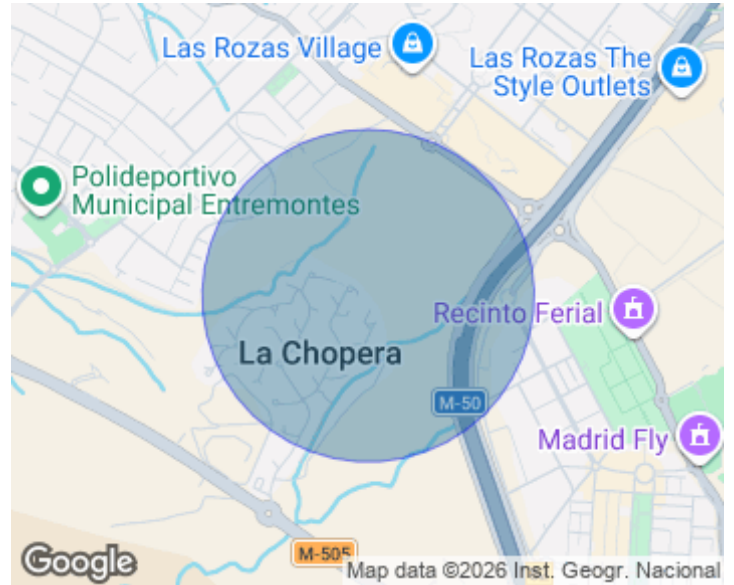 Las Rozas Village
Las Rozas The
Style Outlets
Polideportivo
Municipal Entremontes
Recinto Ferial
La Chopera
M-50
Madrid Fly
M-505
Google
Map data ©2026 Inst. Geogr. Nacional